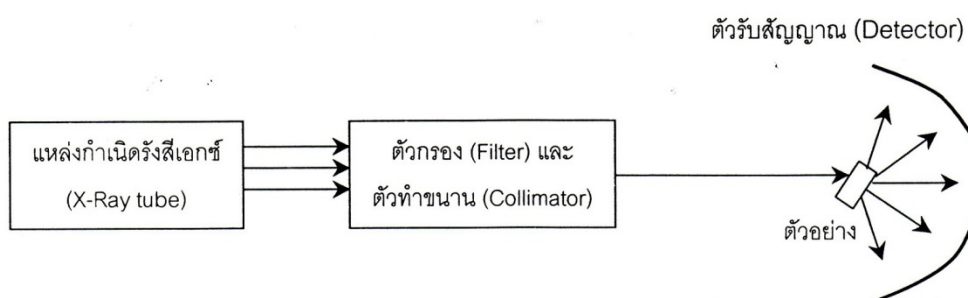 ตัวรับสัญญาณ (Detector)
แหล่งกำเนิดรังสีเอกซ์
(X-Ray tube)
ตัวกรอง (Filter) และ
ตัวทำขนาน (Collimator)
ตัวอย่าง